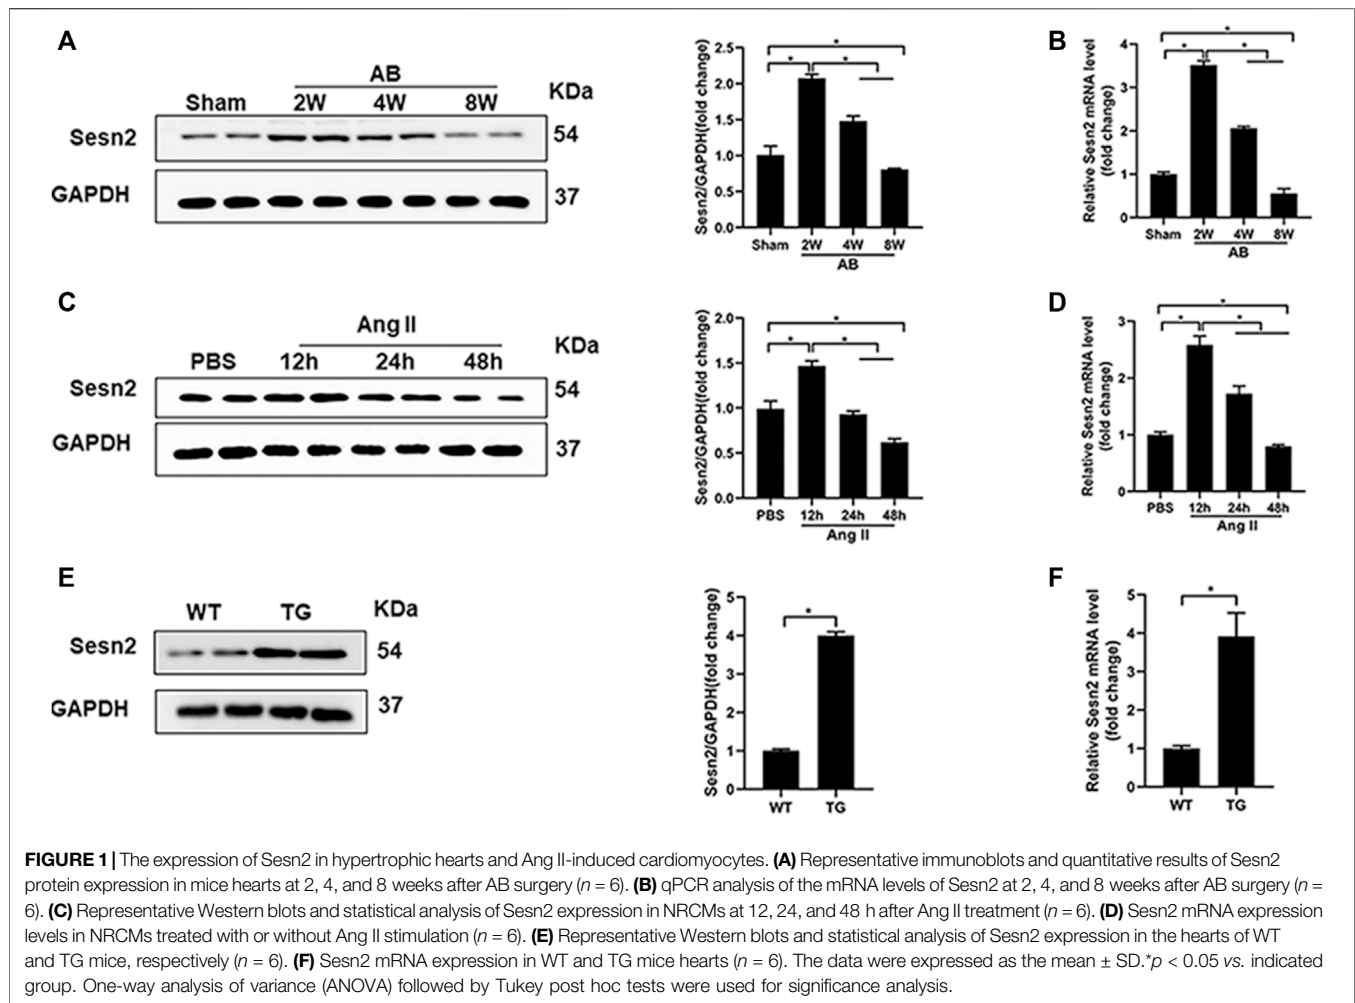 A
AB
Sham 2W 4W 8W KDa
Sesn2 54
GAPDH 37
Sesn2/GAPDH(fold change)
2.5
2.0
1.5
1.0
0.5
0.0
* * * *
Sham 2W 4W 8W
AB
B
Relative Sesn2 mRNA level
(fold change)
4
3
2
1
0
* * *
Sham 2W 4W 8W
AB
C
Ang II
PBS 12h 24h 48h KDa
Sesn2 54
GAPDH 37
Sesn2/GAPDH(fold change)
2.0
1.5
1.0
0.5
0.0
* * *
PBS 12h 24h 48h
Ang II
D
Relative Sesn2 mRNA level
(fold change)
3
2
1
0
* * *
PBS 12h 24h 48h
Ang II
E
WT TG KDa
Sesn2 54
GAPDH 37
Sesn2/GAPDH(fold change)
5
4
3
2
1
0
*
WT TG
F
Relative Sesn2 mRNA level
(fold change)
5
4
3
2
1
0
*
WT TG
FIGURE 1 | The expression of Sesn2 in hypertrophic hearts and Ang II-induced cardiomyocytes. (A) Representative immunoblots and quantitative results of Sesn2
protein expression in mice hearts at 2, 4, and 8 weeks after AB surgery (n = 6). (B) qPCR analysis of the mRNA levels of Sesn2 at 2, 4, and 8 weeks after AB surgery (n =
6). (C) Representative Western blots and statistical analysis of Sesn2 expression in NRCMs at 12, 24, and 48 h after Ang II treatment (n = 6). (D) Sesn2 mRNA expression
levels in NRCMs treated with or without Ang II stimulation (n = 6). (E) Representative Western blots and statistical analysis of Sesn2 expression in the hearts of WT
and TG mice, respectively (n = 6). (F) Sesn2 mRNA expression in WT and TG mice hearts (n = 6). The data were expressed as the mean ± SD.*p < 0.05 vs. indicated
group. One-way analysis of variance (ANOVA) followed by Tukey post hoc tests were used for significance analysis.